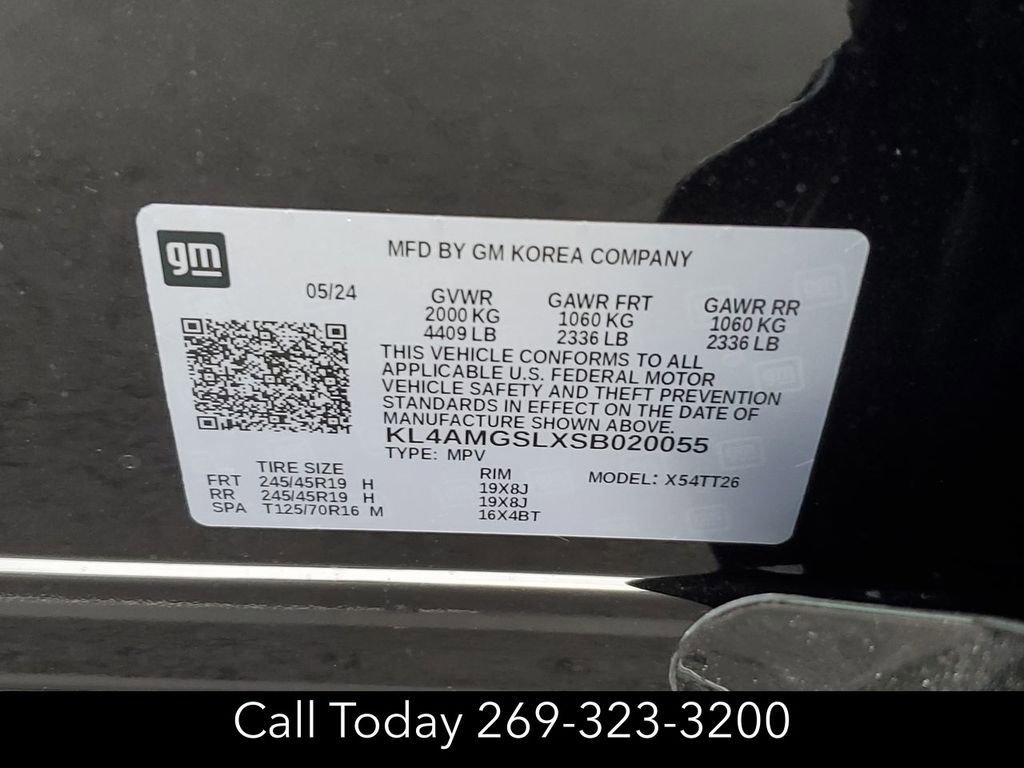 gm
MFD BY GM KOREA COMPANY
05/24
GVWR GAWR FRT GAWR RR
2000 KG 1060 KG 1060 KG
4409 LB 2336 LB 2336 LB
THIS VEHICLE CONFORMS TO ALL
APPLICABLE U.S. FEDERAL MOTOR
VEHICLE SAFETY AND THEFT PREVENTION
STANDARDS IN EFFECT ON THE DATE OF
MANUFACTURE SHOWN ABOVE.
KL4AMGSLXSB020055
TYPE: MPV
TIRE SIZE RIM MODEL: X54TT26
FRT 245/45R19 H 19X8J
RR 245/45R19 H 19X8J
SPA T125/70R16 M 16X4BT
Call Today 269-323-3200